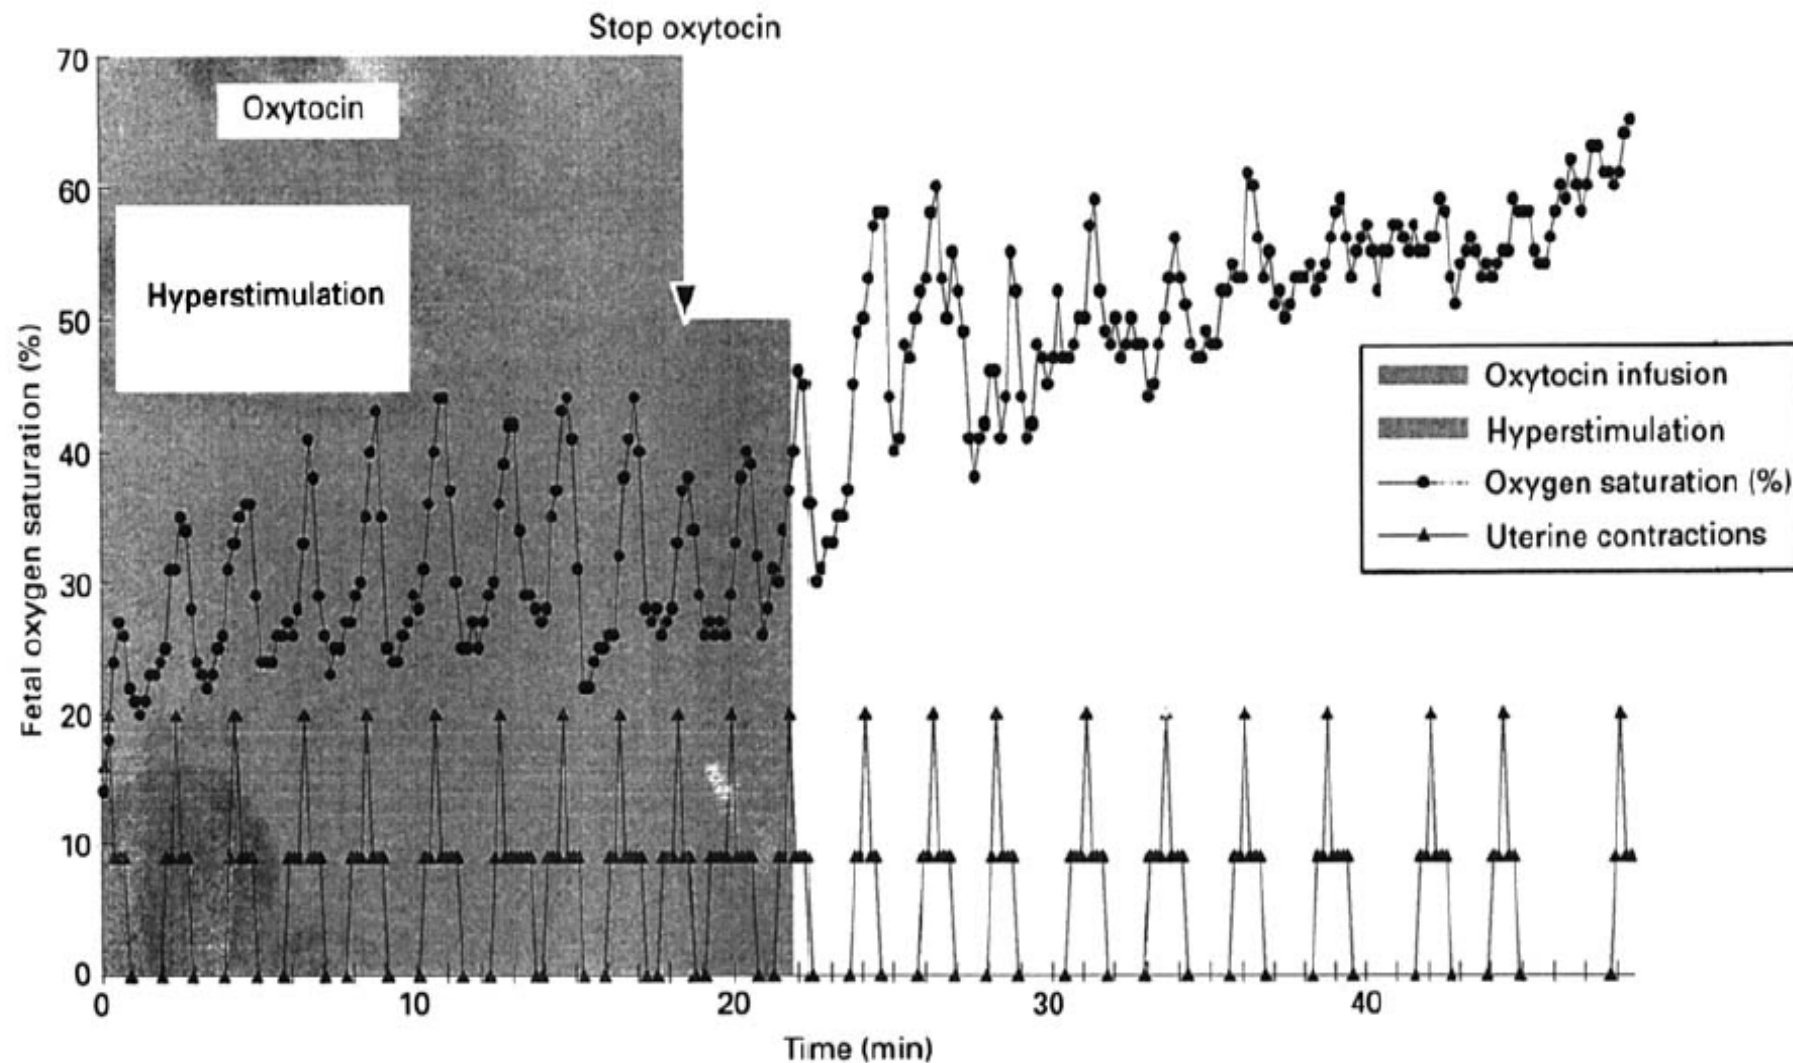 Stop oxytocin
70
Oxytocin
60
Hyperstimulation
50
40
30
20
10
0
Fetal oxygen saturation (%)
Oxytocin infusion
Hyperstimulation
Oxygen saturation (%)
Uterine contractions
0 10 20 30 40
Time (min)